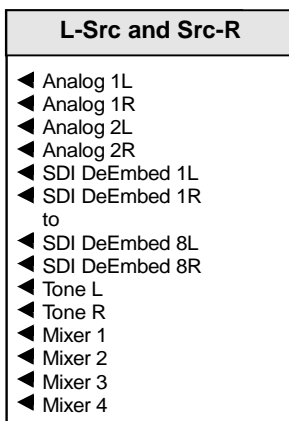 L-Src and Src-R
Analog 1L
Analog 1R
Analog 2L
Analog 2R
SDI DeEmbed 1L
SDI DeEmbed 1R
to
SDI DeEmbed 8L
SDI DeEmbed 8R
Tone L
Tone R
Mixer 1
Mixer 2
Mixer 3
Mixer 4